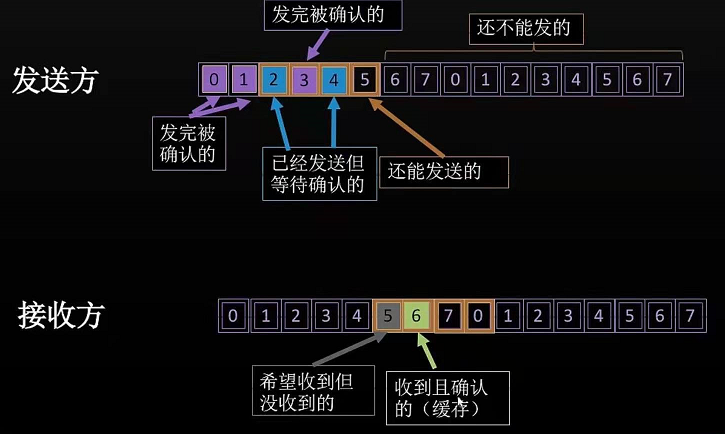 发完被确认的
还不能发的
发送方
0 1 2 3 4 5 6 7 0 1 2 3 4 5 6 7
发完被
确认的
已经发送但
等待确认的
还能发送的
接收方
0 1 2 3 4 5 6 7 0 1 2 3 4 5 6 7
希望收到但
没收到的
收到且确认
的（缓存）